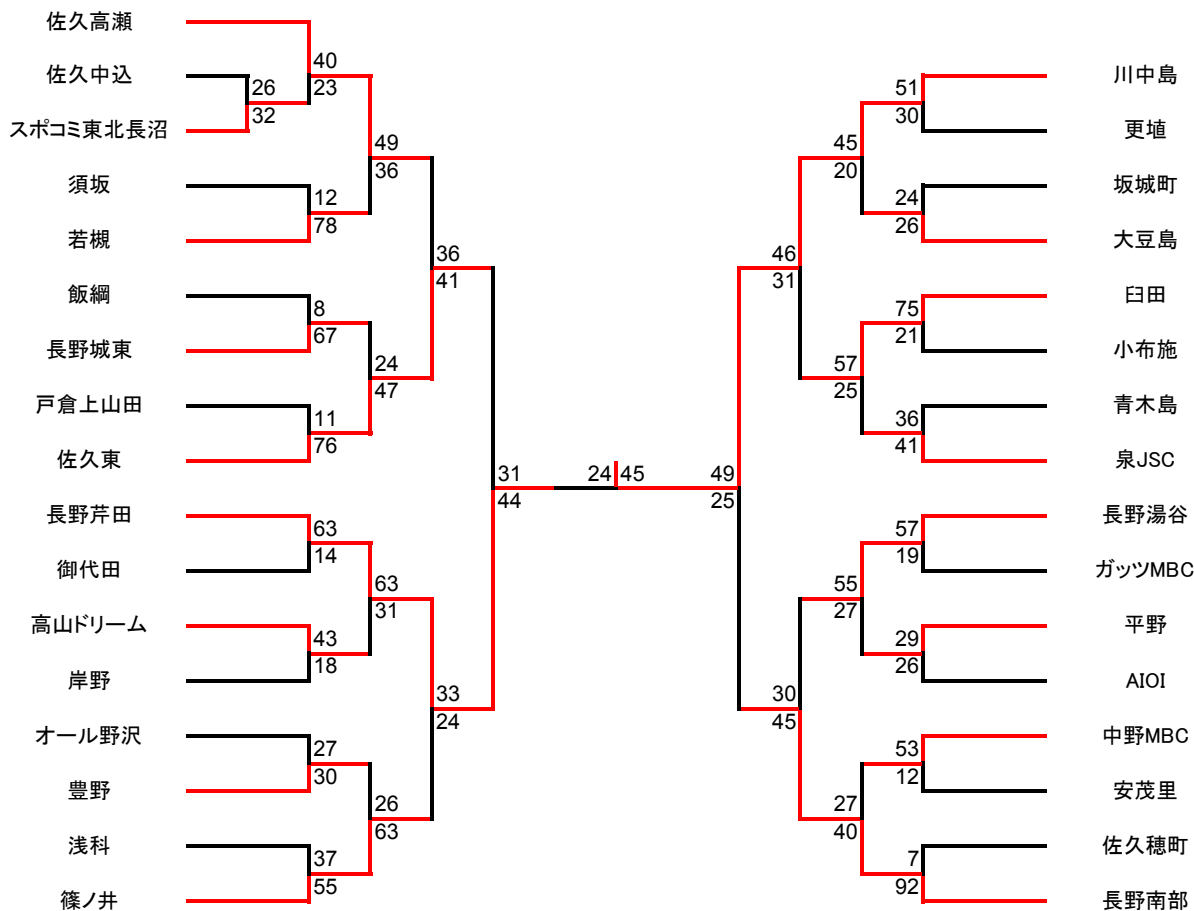 佐久高瀬
40
佐久中込
26
23
川中島
51
スポコミ東北長沼
32
49
45
30
更埴
須坂
12
36
20
24
坂城町
若槻
78
26
大豆島
36
46
飯綱
8
41
31
75
臼田
長野城東
67
24
57
21
小布施
戸倉上山田
11
47
25
36
青木島
佐久東
76
41
泉JSC
31
24
45
49
長野芹田
63
44
25
57
長野湯谷
御代田
14
63
55
19
ガッツMBC
高山ドリーム
43
31
27
29
平野
岸野
18
26
AIOI
33
30
オール野沢
27
24
45
53
中野MBC
豊野
30
26
27
12
安茂里
浅科
37
63
40
7
佐久穂町
篠ノ井
55
92
長野南部